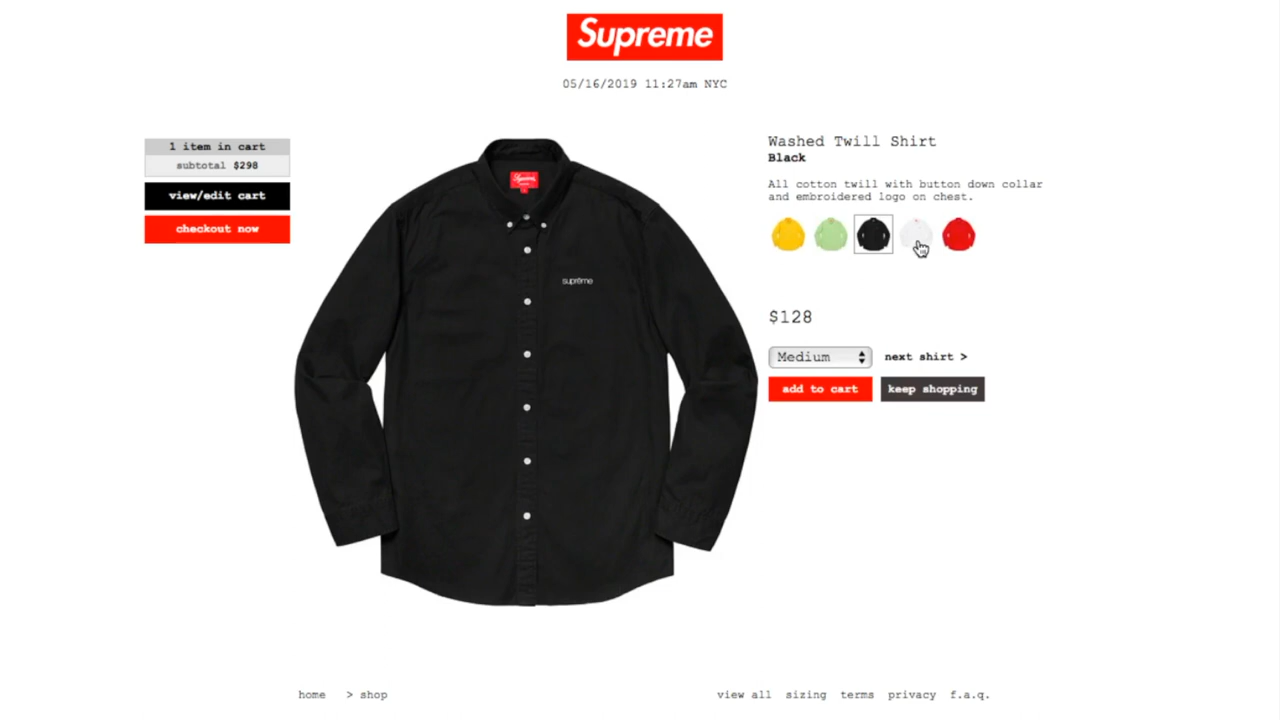 Supreme
05/16/2019 11:27am NYC
1 item in cart
subtotal $298
view/edit cart
checkout now
Supreme
suprême
Washed Twill Shirt
Black
All cotton twill with button down collar
and embroidered logo on chest.
$128
Medium
next shirt >
add to cart
keep shopping
home > shop
view all sizing terms privacy f.a.q.